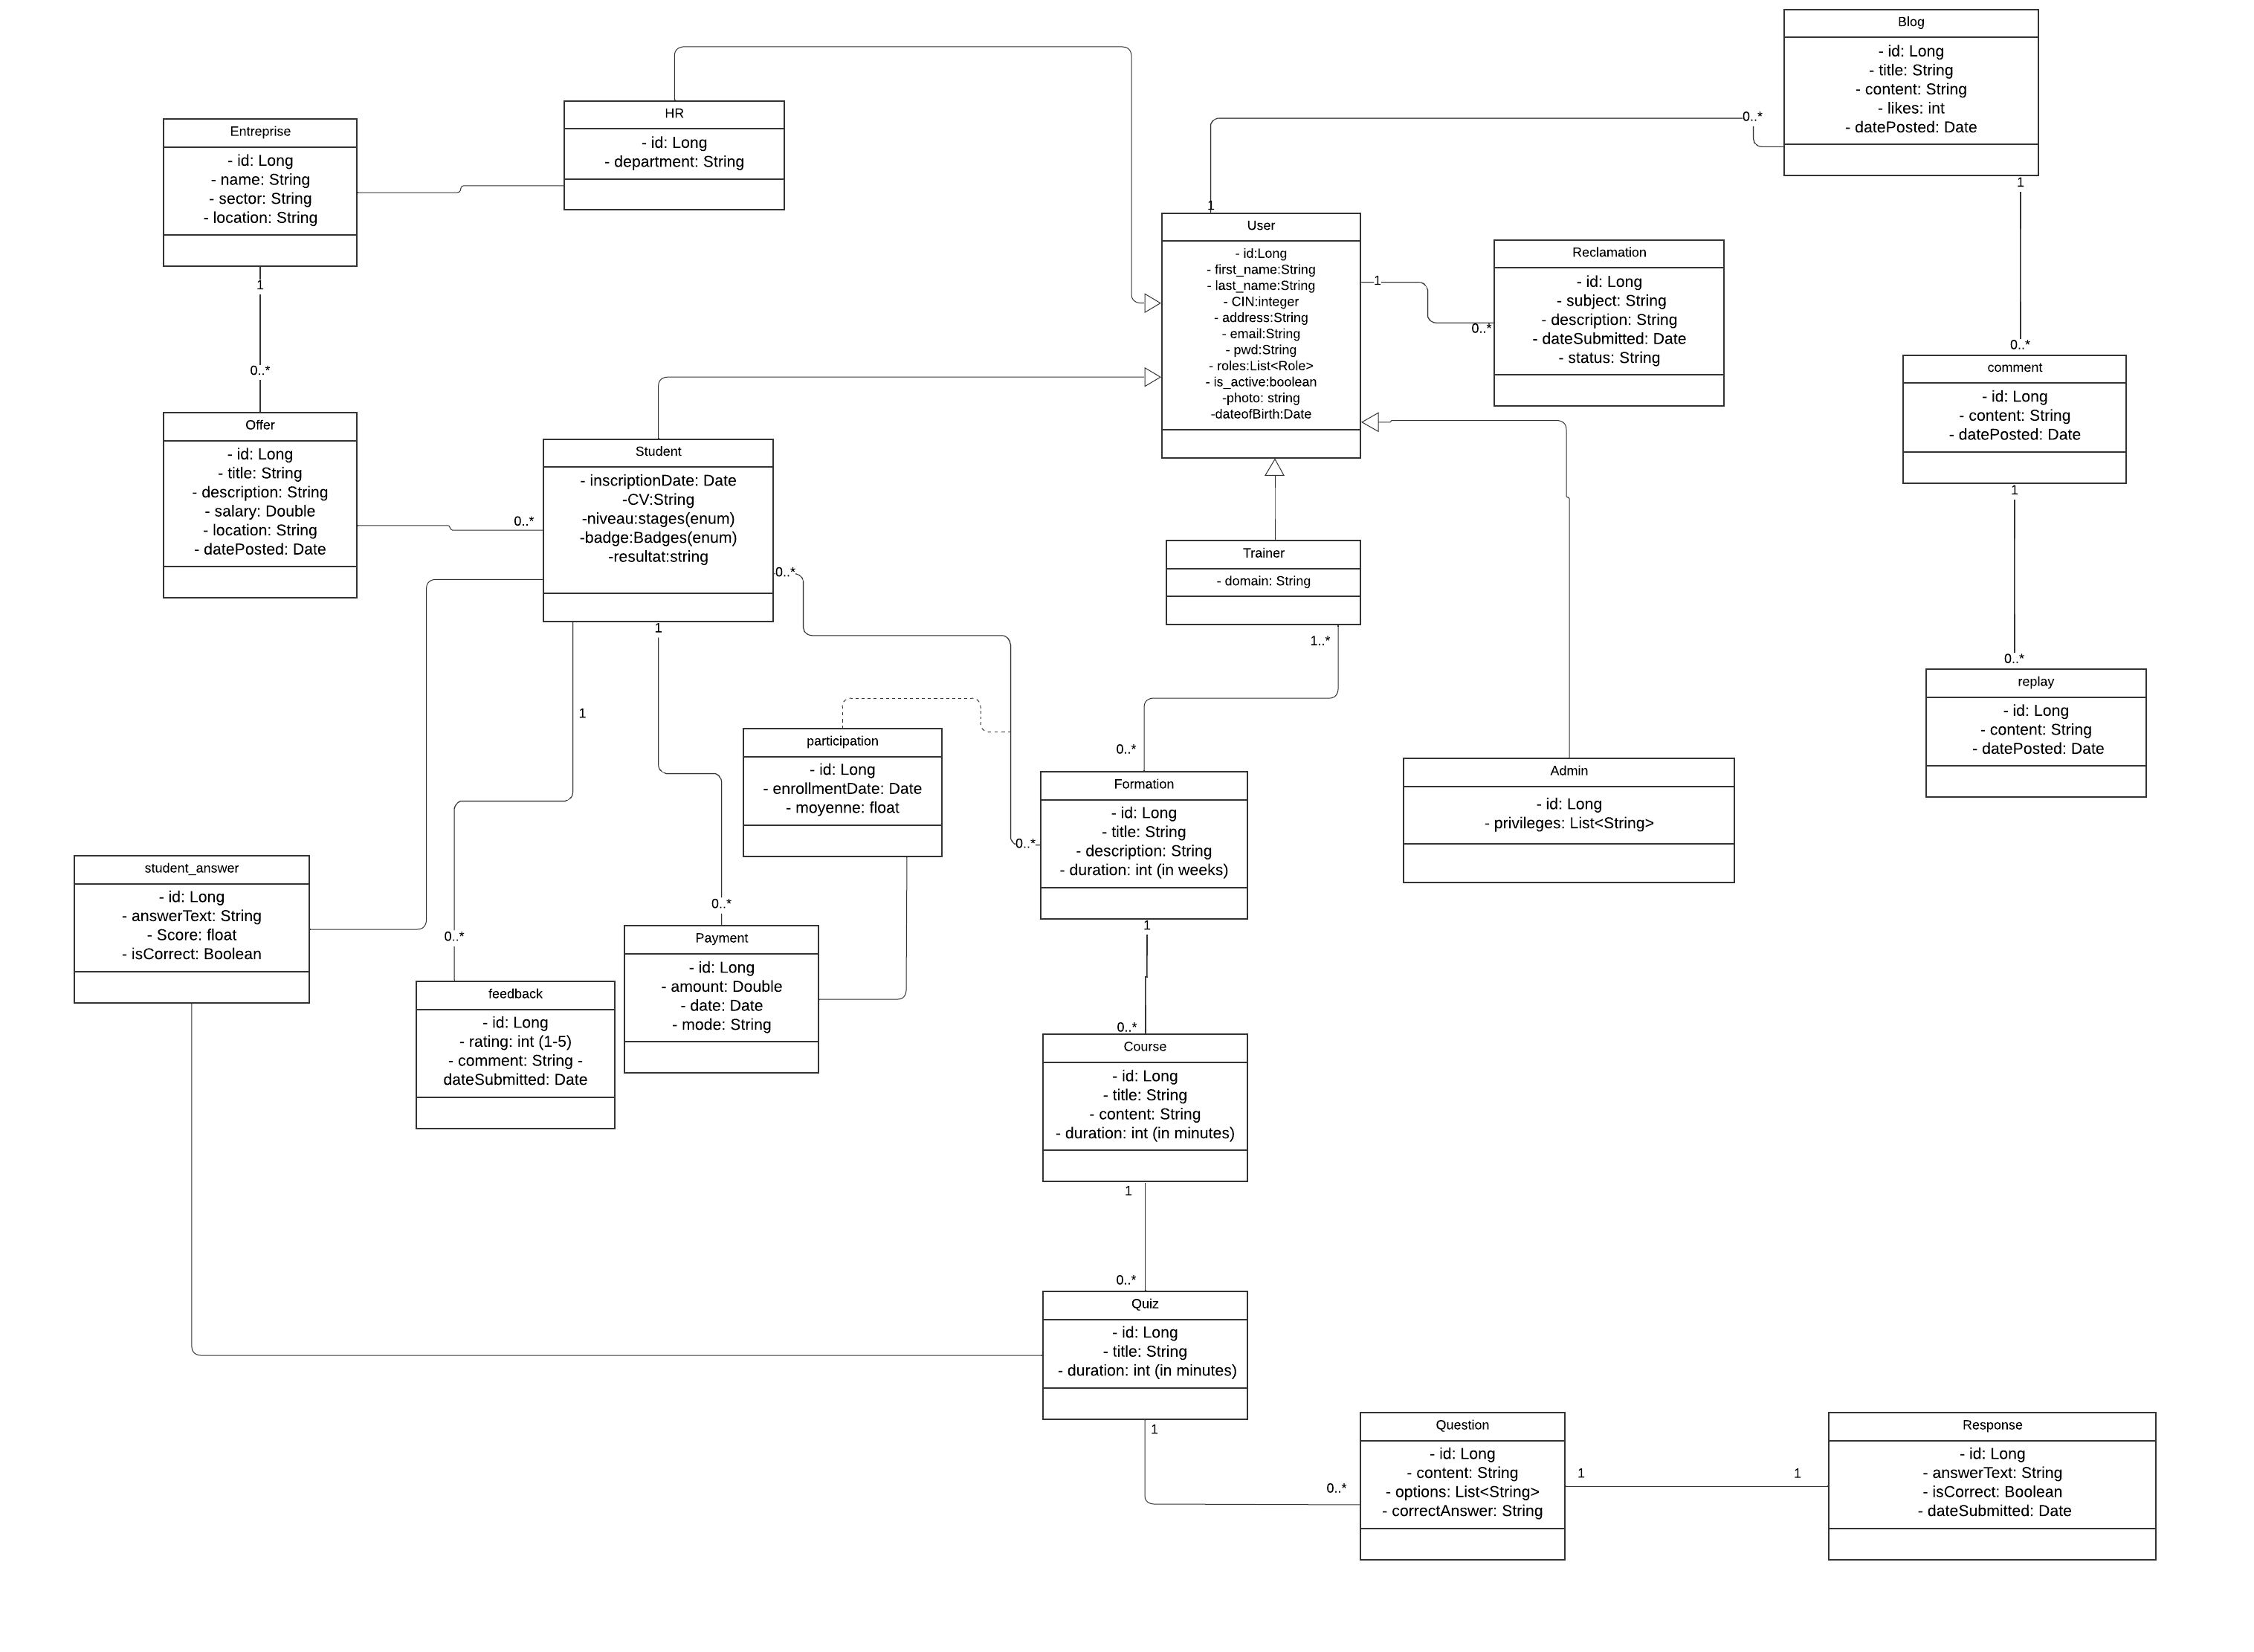 Blog
- id: Long
- title: String
- content: String
- likes: int
- datePosted: Date
HR
- id: Long
- department: String
Entreprise
- id: Long
- name: String
- sector: String
- location: String
0..*
1
1
User
- id:Long
- first_name:String
- last_name:String
- CIN:integer
- address:String
- email:String
- pwd:String
- roles:List<Role>
- is_active:boolean
-photo: string
-dateofBirth:Date
Reclamation
- id: Long
- subject: String
- description: String
- dateSubmitted: Date
- status: String
1
0..*
1
0..*
0..*
comment
- id: Long
- content: String
- datePosted: Date
Offer
- id: Long
- title: String
- description: String
- salary: Double
- location: String
- datePosted: Date
0..*
Student
- inscriptionDate: Date
-CV:String
-niveau:stages(enum)
-badge:Badges(enum)
-resultat:string
0..*
Trainer
- domain: String
1
1
1..*
0..*
replay
- id: Long
- content: String
- datePosted: Date
1
participation
- id: Long
- enrollmentDate: Date
- moyenne: float
0..*
Formation
- id: Long
- title: String
- description: String
- duration: int (in weeks)
0..*
Admin
- id: Long
- privileges: List<String>
student_answer
- id: Long
- answerText: String
- Score: float
- isCorrect: Boolean
0..*
0..*
1
Payment
- id: Long
- amount: Double
- date: Date
- mode: String
feedback
- id: Long
- rating: int (1-5)
- comment: String -
dateSubmitted: Date
0..*
Course
- id: Long
- title: String
- content: String
- duration: int (in minutes)
1
0..*
Quiz
- id: Long
- title: String
- duration: int (in minutes)
1
0..*
Question
- id: Long
- content: String
- options: List<String>
- correctAnswer: String
1
1
Response
- id: Long
- answerText: String
- isCorrect: Boolean
- dateSubmitted: Date